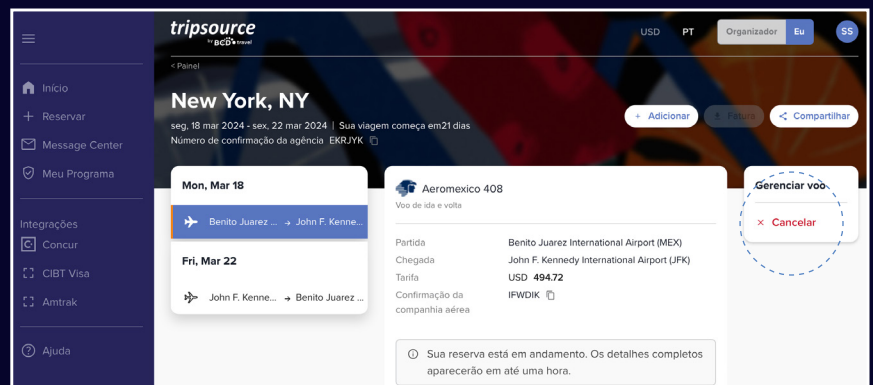 tripsource
by BCD travel
USD PT Organizador Eu SS
< Painel
New York, NY
seg, 18 mar 2024 - sex, 22 mar 2024 | Sua viagem começa em21 dias
Número de confirmação da agência EKRJYK
+ Adicionar Fatura Compartilhar
Início
+ Reservar
Message Center
Meu Programa
Integrações
C. Concur
CIBT Visa
Amtrak
Ajuda
Mon, Mar 18
Benito Juarez ... → John F. Kenne...
Fri, Mar 22
John F. Kenne... → Benito Juarez ...
Aeromexico 408
Voo de ida e volta
Partida Benito Juarez International Airport (MEX)
Chegada John F. Kennedy International Airport (JFK)
Tarifa USD 494.72
Confirmação da companhia aérea IFWDIK
Sua reserva está em andamento. Os detalhes completos
aparecerão em até uma hora.
Gerenciar voo
× Cancelar